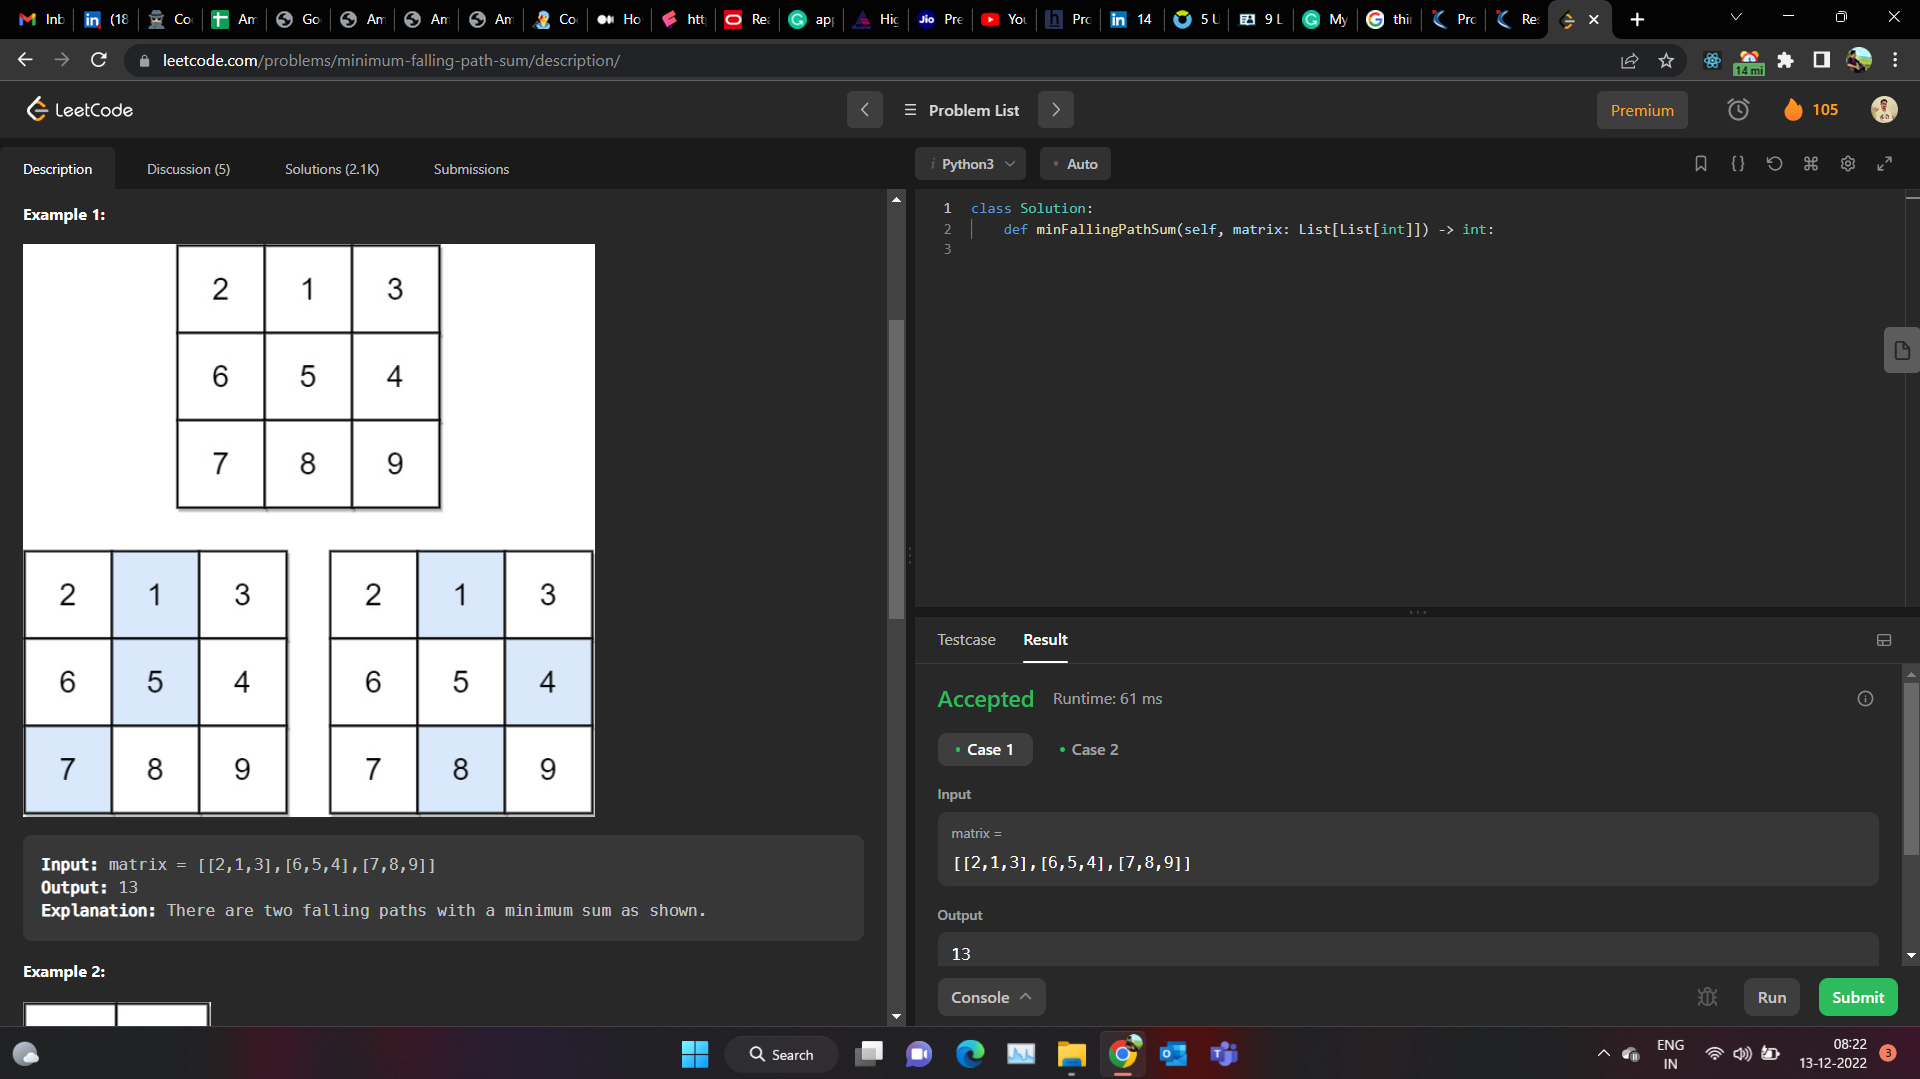 Inb
(18
Co
Am
Go
Am
Am
Am
Co
Ho
htt
Rea
app
Hig
Jio
Pre
You
Pro
14
5 U
9 L
My
thi
Pro
Re
leetcode.com/problems/minimum-falling-path-sum/description/
14 mi
LeetCode
Problem List
Premium
105
Description
Discussion (5)
Solutions (2.1K)
Submissions
i Python3
• Auto
Example 1:
2 1 3
6 5 4
7 8 9
2 1 3
6 5 4
7 8 9
2 1 3
6 5 4
7 8 9
Input: matrix = [[2,1,3],[6,5,4],[7,8,9]]
Output: 13
Explanation: There are two falling paths with a minimum sum as shown.
Example 2:
1 class Solution:
2 def minFallingPathSum(self, matrix: List[List[int]]) -> int:
3
Testcase
Result
Accepted
Runtime: 61 ms
• Case 1
• Case 2
Input
matrix =
[[2,1,3],[6,5,4],[7,8,9]]
Output
13
Console
Run
Submit
Search
ENG
IN
08:22
13-12-2022
3